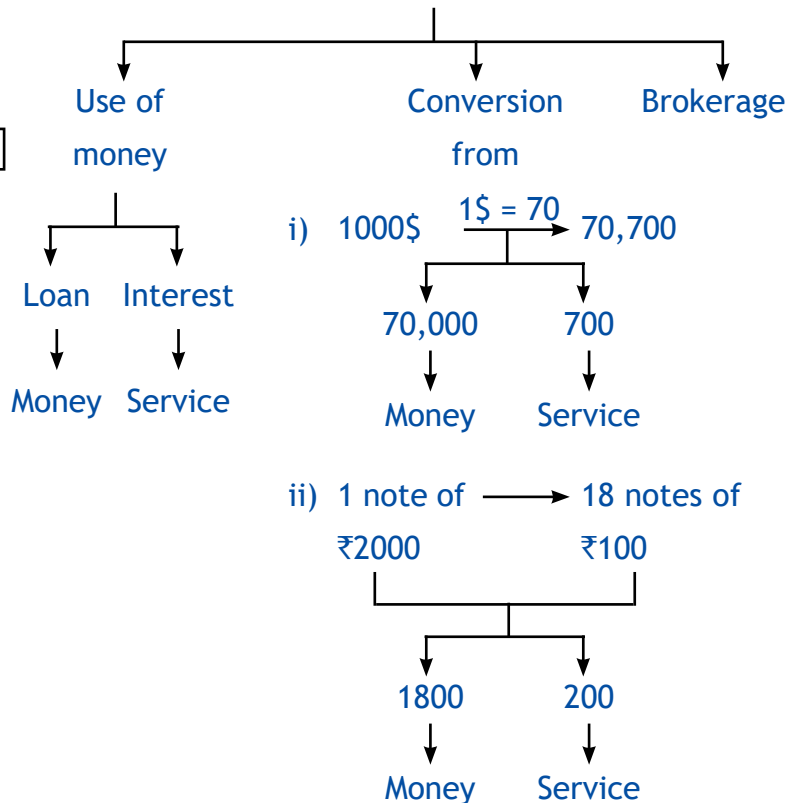 Use of
money
Conversion
from
Brokerage
Loan Interest
Money Service
i) 1000$ 1$ = 70 70,700
70,000 700
Money Service
ii) 1 note of 18 notes of
₹2000 ₹100
1800 200
Money Service